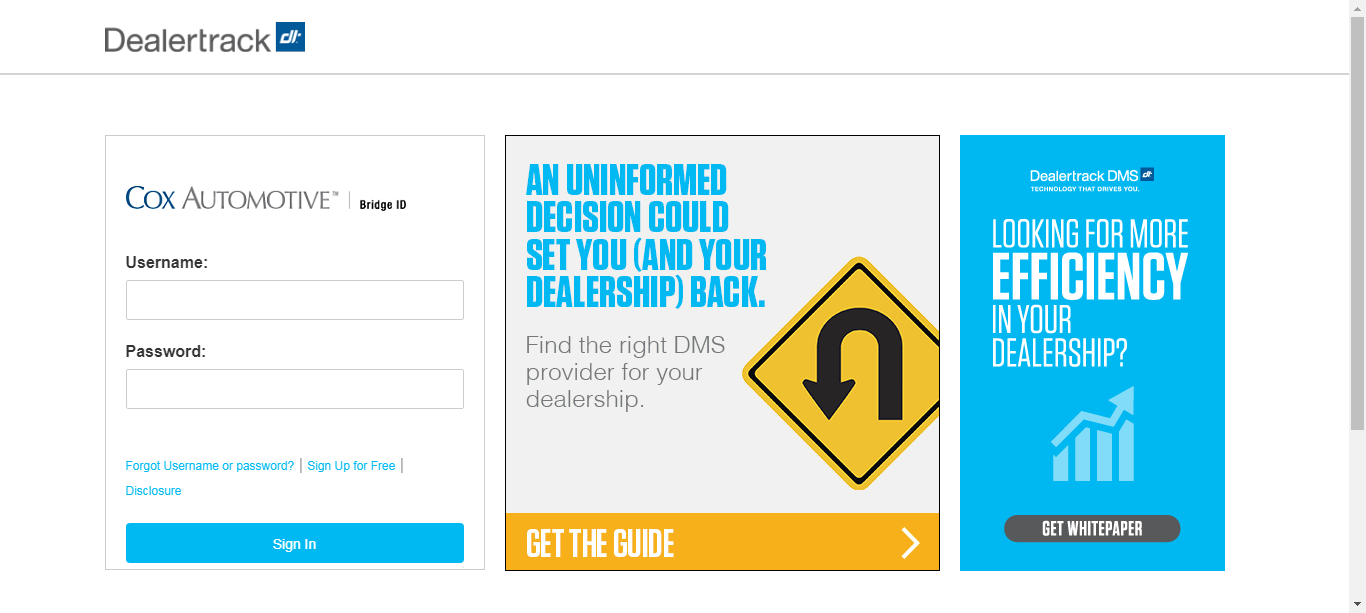 Dealertrack dlr
COX AUTOMOTIVE™ | Bridge ID
Username:
Password:
Forgot Username or password? | Sign Up for Free |
Disclosure
Sign In
AN UNINFORMED
DECISION COULD
SET YOU (AND YOUR
DEALERSHIP) BACK.
Find the right DMS
provider for your
dealership.
GET THE GUIDE
Dealertrack DMS dlr
TECHNOLOGY THAT DRIVES YOU.
LOOKING FOR MORE
EFFICIENCY
IN YOUR
DEALERSHIP?
GET WHITEPAPER